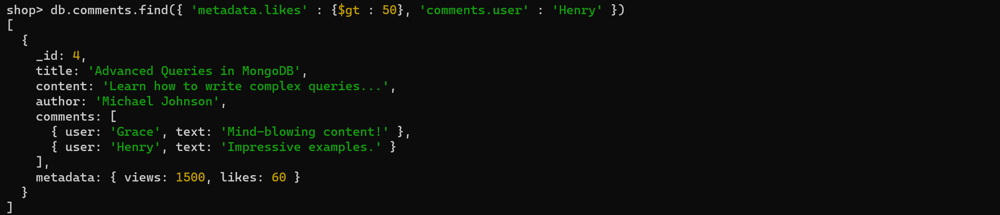 shop> db.comments.find({ 'metadata.likes' : {$gt : 50}, 'comments.user' : 'Henry' })
[
  {
    _id: 4,
    title: 'Advanced Queries in MongoDB',
    content: 'Learn how to write complex queries...',
    author: 'Michael Johnson',
    comments: [
      { user: 'Grace', text: 'Mind-blowing content!' },
      { user: 'Henry', text: 'Impressive examples.' }
    ],
    metadata: { views: 1500, likes: 60 }
  }
]